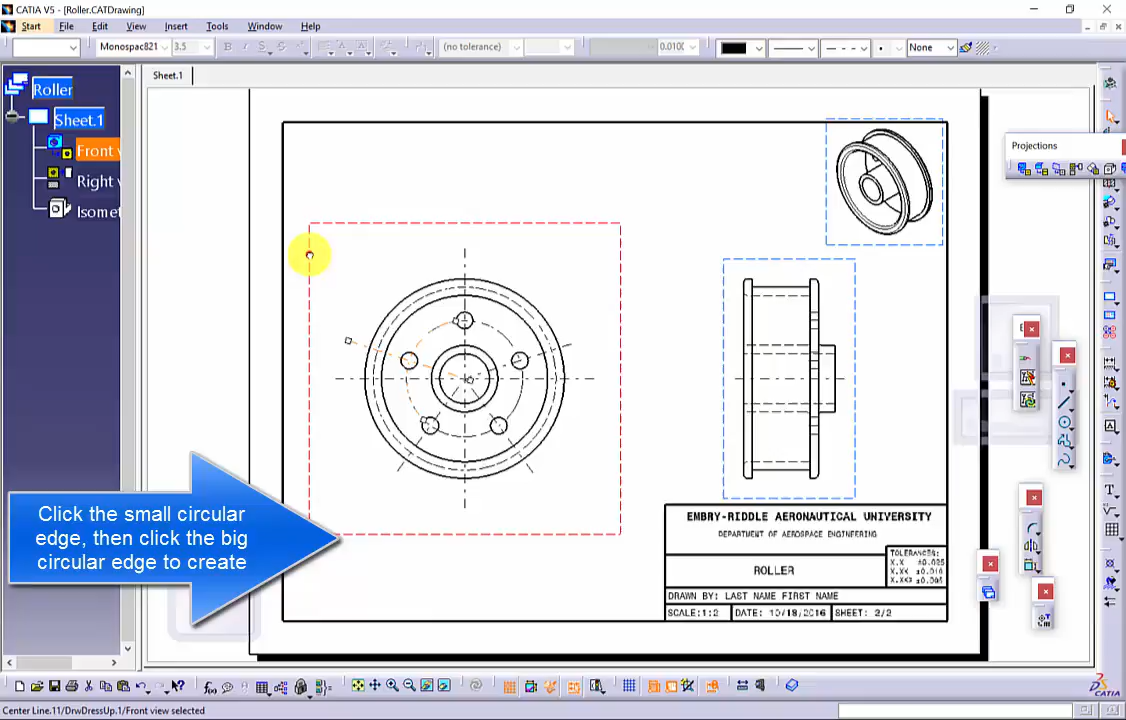 CATIA V5 - [Roller.CATDrawing]
Start File Edit View Insert Tools Window Help
Monospac821 3.5 (no tolerance) 0.010 None
Sheet.1
Roller
Sheet.1
Front v
Right v
Isomet
Projections
Click the small circular
edge, then click the big
circular edge to create
EMBRY-RIDDLE AERONAUTICAL UNIVERSITY
DEPARTMENT OF AEROSPACE ENGINEERING
ROLLER
TOLERANCES:
X.X ±0.025
X.XX ±0.010
X.XXX ±0.005
DRAWN BY: LAST NAME FIRST NAME
SCALE:1:2 DATE: 10/18/2016 SHEET: 2/2
CATIA
Center Line.11/DrwDressUp.1/Front view selected